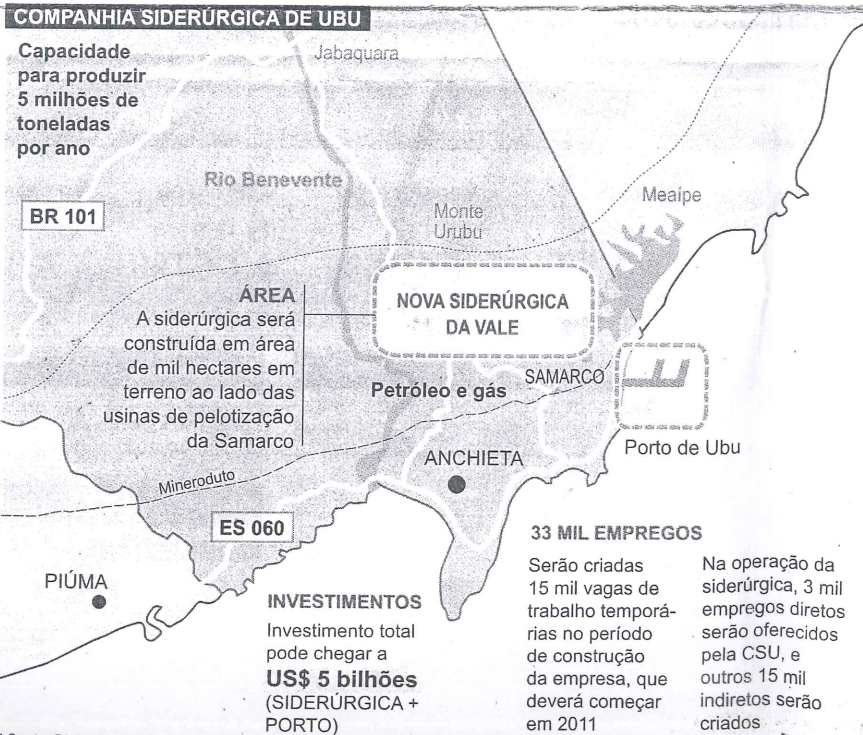 COMPANHIA SIDERÚRGICA DE UBU
Capacidade
para produzir
5 milhões de
toneladas
por ano
Jabaquara
Rio Benevente
BR 101
Monte
Urubu
Meaípe
ÁREA
A siderúrgica será
construída em área
de mil hectares em
terreno ao lado das
usinas de pelotização
da Samarco
NOVA SIDERÚRGICA
DA VALE
Petróleo e gás
SAMARCO
Porto de Ubu
ANCHIETA
Mineroduto
ES 060
PIÚMA
INVESTIMENTOS
Investimento total
pode chegar a
US$ 5 bilhões
(SIDERÚRGICA +
PORTO)
33 MIL EMPREGOS
Serão criadas
15 mil vagas de
trabalho temporá-
rias no período
de construção
da empresa, que
deverá começar
em 2011
Na operação da
siderúrgica, 3 mil
empregos diretos
serão oferecidos
pela CSU, e
outros 15 mil
indiretos serão
criados